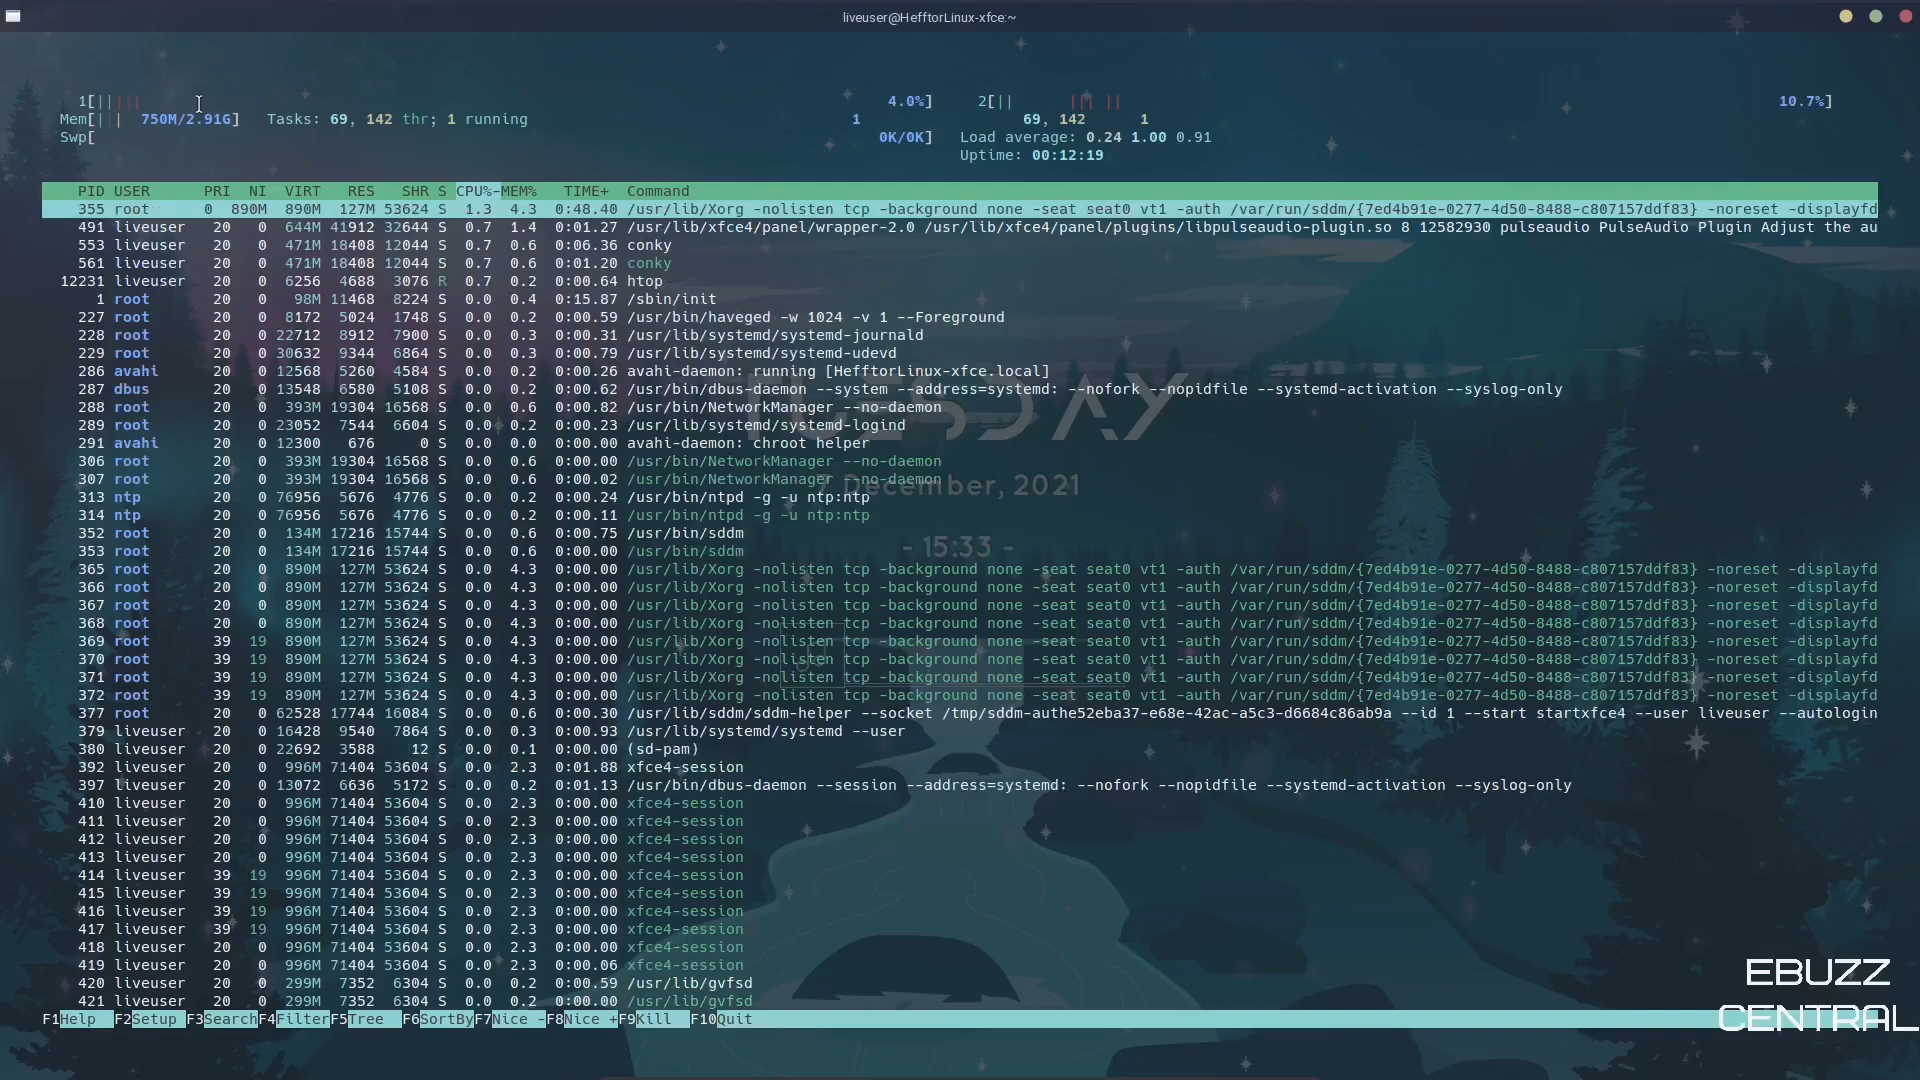 liveuser@HefftorLinux-xfce:~
1[||||| 4.0%] 2[|| ||| || 10.7%]
Mem[||| 750M/2.91G] Tasks: 69, 142 thr; 1 running 1 69, 142 1
Swp[ 0K/0K] Load average: 0.24 1.00 0.91
Uptime: 00:12:19
PID USER PRI NI VIRT RES SHR S CPU%-MEM% TIME+ Command
355 root 0 890M 890M 127M 53624 S 1.3 4.3 0:48.40 /usr/lib/Xorg -nolisten tcp -background none -seat seat0 vt1 -auth /var/run/sddm/{7ed4b91e-0277-4d50-8488-c807157ddf83} -noreset -displayfd
491 liveuser 20 0 644M 41912 32644 S 0.7 1.4 0:01.27 /usr/lib/xfce4/panel/wrapper-2.0 /usr/lib/xfce4/panel/plugins/libpulseaudio-plugin.so 8 12582930 pulseaudio PulseAudio Plugin Adjust the au
553 liveuser 20 0 471M 18408 12044 S 0.7 0.6 0:06.36 conky
561 liveuser 20 0 471M 18408 12044 S 0.7 0.6 0:01.20 conky
12231 liveuser 20 0 6256 4688 3076 R 0.7 0.2 0:00.64 htop
1 root 20 0 98M 11468 8224 S 0.0 0.4 0:15.87 /sbin/init
227 root 20 0 8172 5024 1748 S 0.0 0.2 0:00.59 /usr/bin/haveged -w 1024 -v 1 --Foreground
228 root 20 0 22712 8912 7900 S 0.0 0.3 0:00.31 /usr/lib/systemd/systemd-journald
229 root 20 0 30632 9344 6864 S 0.0 0.3 0:00.79 /usr/lib/systemd/systemd-udevd
286 avahi 20 0 12568 5260 4584 S 0.0 0.2 0:00.26 avahi-daemon: running [HefftorLinux-xfce.local]
287 dbus 20 0 13548 6580 5108 S 0.0 0.2 0:00.62 /usr/bin/dbus-daemon --system --address=systemd: --nofork --nopidfile --systemd-activation --syslog-only
288 root 20 0 393M 19304 16568 S 0.0 0.6 0:00.82 /usr/bin/NetworkManager --no-daemon
289 root 20 0 23052 7544 6604 S 0.0 0.2 0:00.23 /usr/lib/systemd/systemd-logind
TUESDAY
291 avahi 20 0 12300 676 0 S 0.0 0.0 0:00.00 avahi-daemon: chroot helper
306 root 20 0 393M 19304 16568 S 0.0 0.6 0:00.00 /usr/bin/NetworkManager --no-daemon
307 root 20 0 393M 19304 16568 S 0.0 0.6 0:00.02 /usr/bin/NetworkManager --no-daemon
7 December, 2021
313 ntp 20 0 76956 5676 4776 S 0.0 0.2 0:00.24 /usr/bin/ntpd -g -u ntp:ntp
314 ntp 20 0 76956 5676 4776 S 0.0 0.2 0:00.11 /usr/bin/ntpd -g -u ntp:ntp
352 root 20 0 134M 17216 15744 S 0.0 0.6 0:00.75 /usr/bin/sddm
- 15:33 -
353 root 20 0 134M 17216 15744 S 0.0 0.6 0:00.00 /usr/bin/sddm
365 root 20 0 890M 127M 53624 S 0.0 4.3 0:00.00 /usr/lib/Xorg -nolisten tcp -background none -seat seat0 vt1 -auth /var/run/sddm/{7ed4b91e-0277-4d50-8488-c807157ddf83} -noreset -displayfd
366 root 20 0 890M 127M 53624 S 0.0 4.3 0:00.00 /usr/lib/Xorg -nolisten tcp -background none -seat seat0 vt1 -auth /var/run/sddm/{7ed4b91e-0277-4d50-8488-c807157ddf83} -noreset -displayfd
367 root 20 0 890M 127M 53624 S 0.0 4.3 0:00.00 /usr/lib/Xorg -nolisten tcp -background none -seat seat0 vt1 -auth /var/run/sddm/{7ed4b91e-0277-4d50-8488-c807157ddf83} -noreset -displayfd
368 root 20 0 890M 127M 53624 S 0.0 4.3 0:00.00 /usr/lib/Xorg -nolisten tcp -background none -seat seat0 vt1 -auth /var/run/sddm/{7ed4b91e-0277-4d50-8488-c807157ddf83} -noreset -displayfd
369 root 39 19 890M 127M 53624 S 0.0 4.3 0:00.00 /usr/lib/Xorg -nolisten tcp -background none -seat seat0 vt1 -auth /var/run/sddm/{7ed4b91e-0277-4d50-8488-c807157ddf83} -noreset -displayfd
370 root 39 19 890M 127M 53624 S 0.0 4.3 0:00.00 /usr/lib/Xorg -nolisten tcp -background none -seat seat0 vt1 -auth /var/run/sddm/{7ed4b91e-0277-4d50-8488-c807157ddf83} -noreset -displayfd
371 root 39 19 890M 127M 53624 S 0.0 4.3 0:00.00 /usr/lib/Xorg -nolisten tcp -background none -seat seat0 vt1 -auth /var/run/sddm/{7ed4b91e-0277-4d50-8488-c807157ddf83} -noreset -displayfd
372 root 39 19 890M 127M 53624 S 0.0 4.3 0:00.00 /usr/lib/Xorg -nolisten tcp -background none -seat seat0 vt1 -auth /var/run/sddm/{7ed4b91e-0277-4d50-8488-c807157ddf83} -noreset -displayfd
377 root 20 0 62528 17744 16084 S 0.0 0.6 0:00.30 /usr/lib/sddm/sddm-helper --socket /tmp/sddm-authe52eba37-e68e-42ac-a5c3-d6684c86ab9a --id 1 --start startxfce4 --user liveuser --autologin
379 liveuser 20 0 16428 9540 7864 S 0.0 0.3 0:00.93 /usr/lib/systemd/systemd --user
380 liveuser 20 0 22692 3588 12 S 0.0 0.1 0:00.00 (sd-pam)
392 liveuser 20 0 996M 71404 53604 S 0.0 2.3 0:01.88 xfce4-session
397 liveuser 20 0 13072 6636 5172 S 0.0 0.2 0:01.13 /usr/bin/dbus-daemon --session --address=systemd: --nofork --nopidfile --systemd-activation --syslog-only
410 liveuser 20 0 996M 71404 53604 S 0.0 2.3 0:00.00 xfce4-session
411 liveuser 20 0 996M 71404 53604 S 0.0 2.3 0:00.00 xfce4-session
412 liveuser 20 0 996M 71404 53604 S 0.0 2.3 0:00.00 xfce4-session
413 liveuser 20 0 996M 71404 53604 S 0.0 2.3 0:00.00 xfce4-session
414 liveuser 39 19 996M 71404 53604 S 0.0 2.3 0:00.00 xfce4-session
415 liveuser 39 19 996M 71404 53604 S 0.0 2.3 0:00.00 xfce4-session
416 liveuser 39 19 996M 71404 53604 S 0.0 2.3 0:00.00 xfce4-session
417 liveuser 39 19 996M 71404 53604 S 0.0 2.3 0:00.00 xfce4-session
418 liveuser 20 0 996M 71404 53604 S 0.0 2.3 0:00.00 xfce4-session
419 liveuser 20 0 996M 71404 53604 S 0.0 2.3 0:00.06 xfce4-session
420 liveuser 20 0 299M 7352 6304 S 0.0 0.2 0:00.59 /usr/lib/gvfsd
421 liveuser 20 0 299M 7352 6304 S 0.0 0.2 0:00.00 /usr/lib/gvfsd
F1Help F2Setup F3SearchF4FilterF5Tree F6SortByF7Nice -F8Nice +F9Kill F10Quit
EBUZZ
CENTRAL